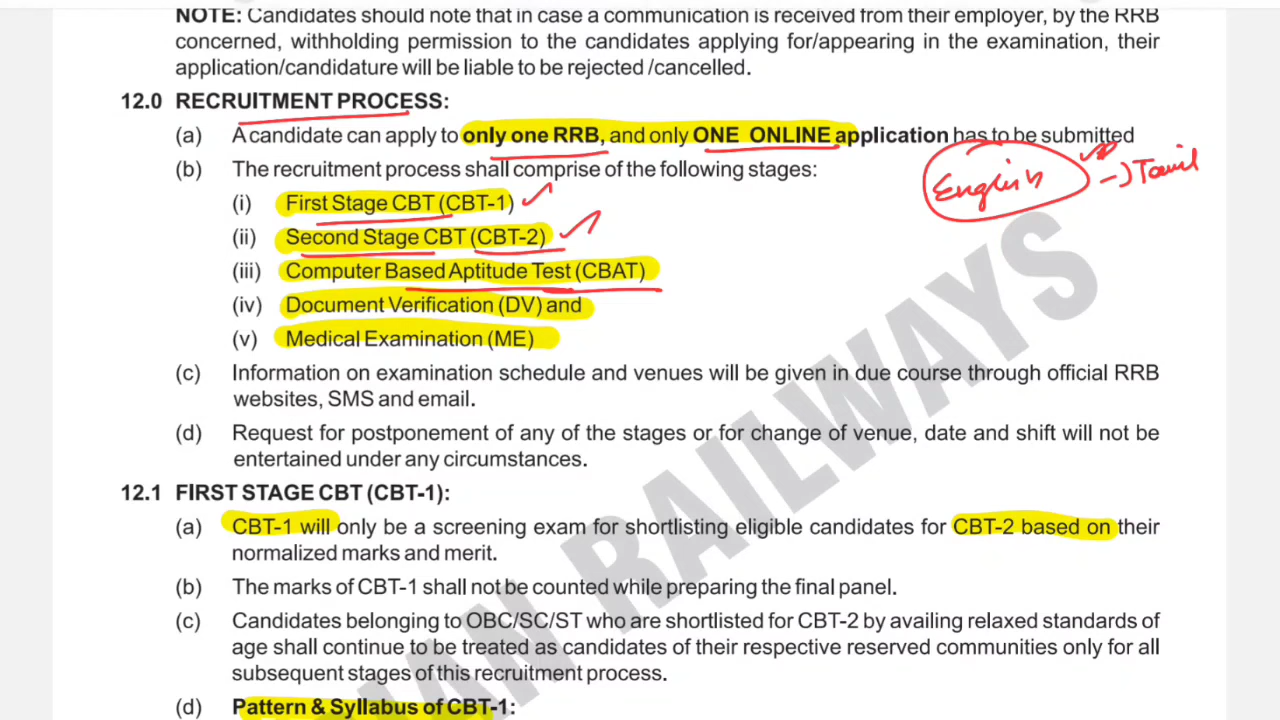 NOTE: Candidates should note that in case a communication is received from their employer, by the RRB
concerned, withholding permission to the candidates applying for/appearing in the examination, their
application/candidature will be liable to be rejected /cancelled.
12.0 RECRUITMENT PROCESS:
(a) A candidate can apply to only one RRB, and only ONE ONLINE application has to be submitted
(b) The recruitment process shall comprise of the following stages:
English → Tamil
(i) First Stage CBT (CBT-1)
(ii) Second Stage CBT (CBT-2)
(iii) Computer Based Aptitude Test (CBAT)
(iv) Document Verification (DV) and
(v) Medical Examination (ME)
(c) Information on examination schedule and venues will be given in due course through official RRB
websites, SMS and email.
(d) Request for postponement of any of the stages or for change of venue, date and shift will not be
entertained under any circumstances.
12.1 FIRST STAGE CBT (CBT-1):
(a) CBT-1 will only be a screening exam for shortlisting eligible candidates for CBT-2 based on their
normalized marks and merit.
(b) The marks of CBT-1 shall not be counted while preparing the final panel.
(c) Candidates belonging to OBC/SC/ST who are shortlisted for CBT-2 by availing relaxed standards of
age shall continue to be treated as candidates of their respective reserved communities only for all
subsequent stages of this recruitment process.
(d) Pattern & Syllabus of CBT-1:
RAILWAYS